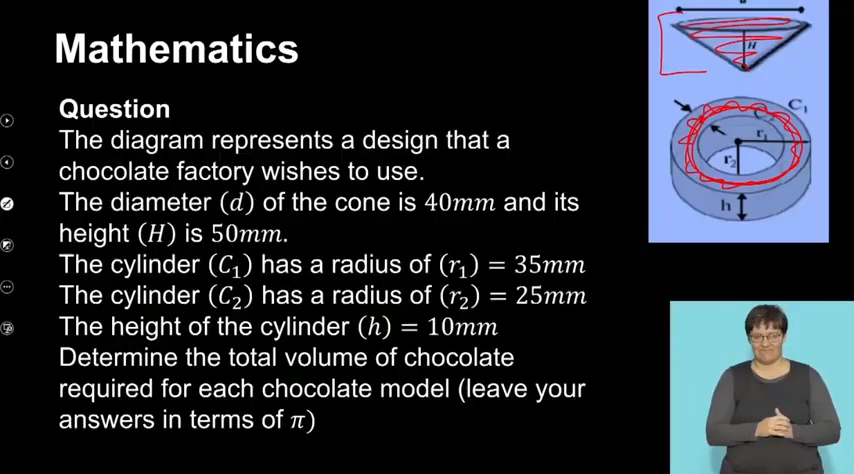 Mathematics
Question
The diagram represents a design that a
chocolate factory wishes to use.
The diameter (d) of the cone is 40mm and its
height (H) is 50mm.
The cylinder (C₁) has a radius of (r₁) = 35mm
The cylinder (C₂) has a radius of (r₂) = 25mm
The height of the cylinder (h) = 10mm
Determine the total volume of chocolate
required for each chocolate model (leave your
answers in terms of π)
H
C₁
r₁
r₂
h